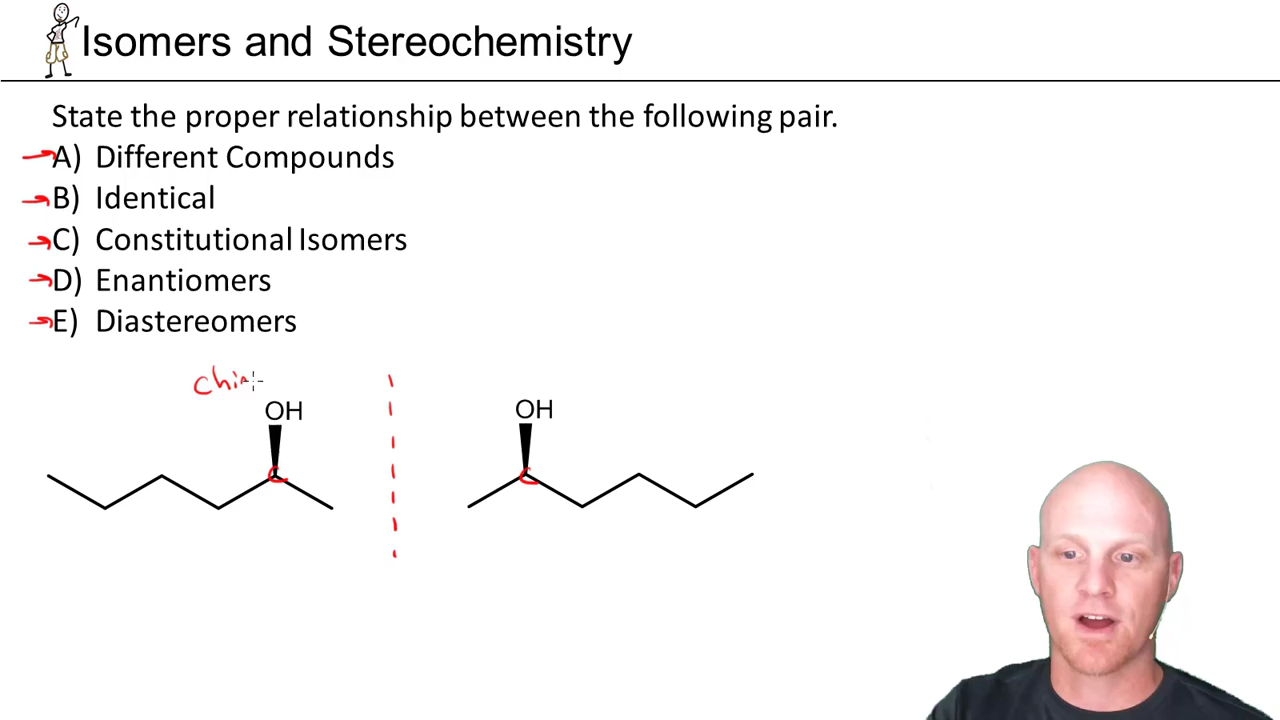 Isomers and Stereochemistry
State the proper relationship between the following pair.
A) Different Compounds
B) Identical
C) Constitutional Isomers
D) Enantiomers
E) Diastereomers
chi
OH OH